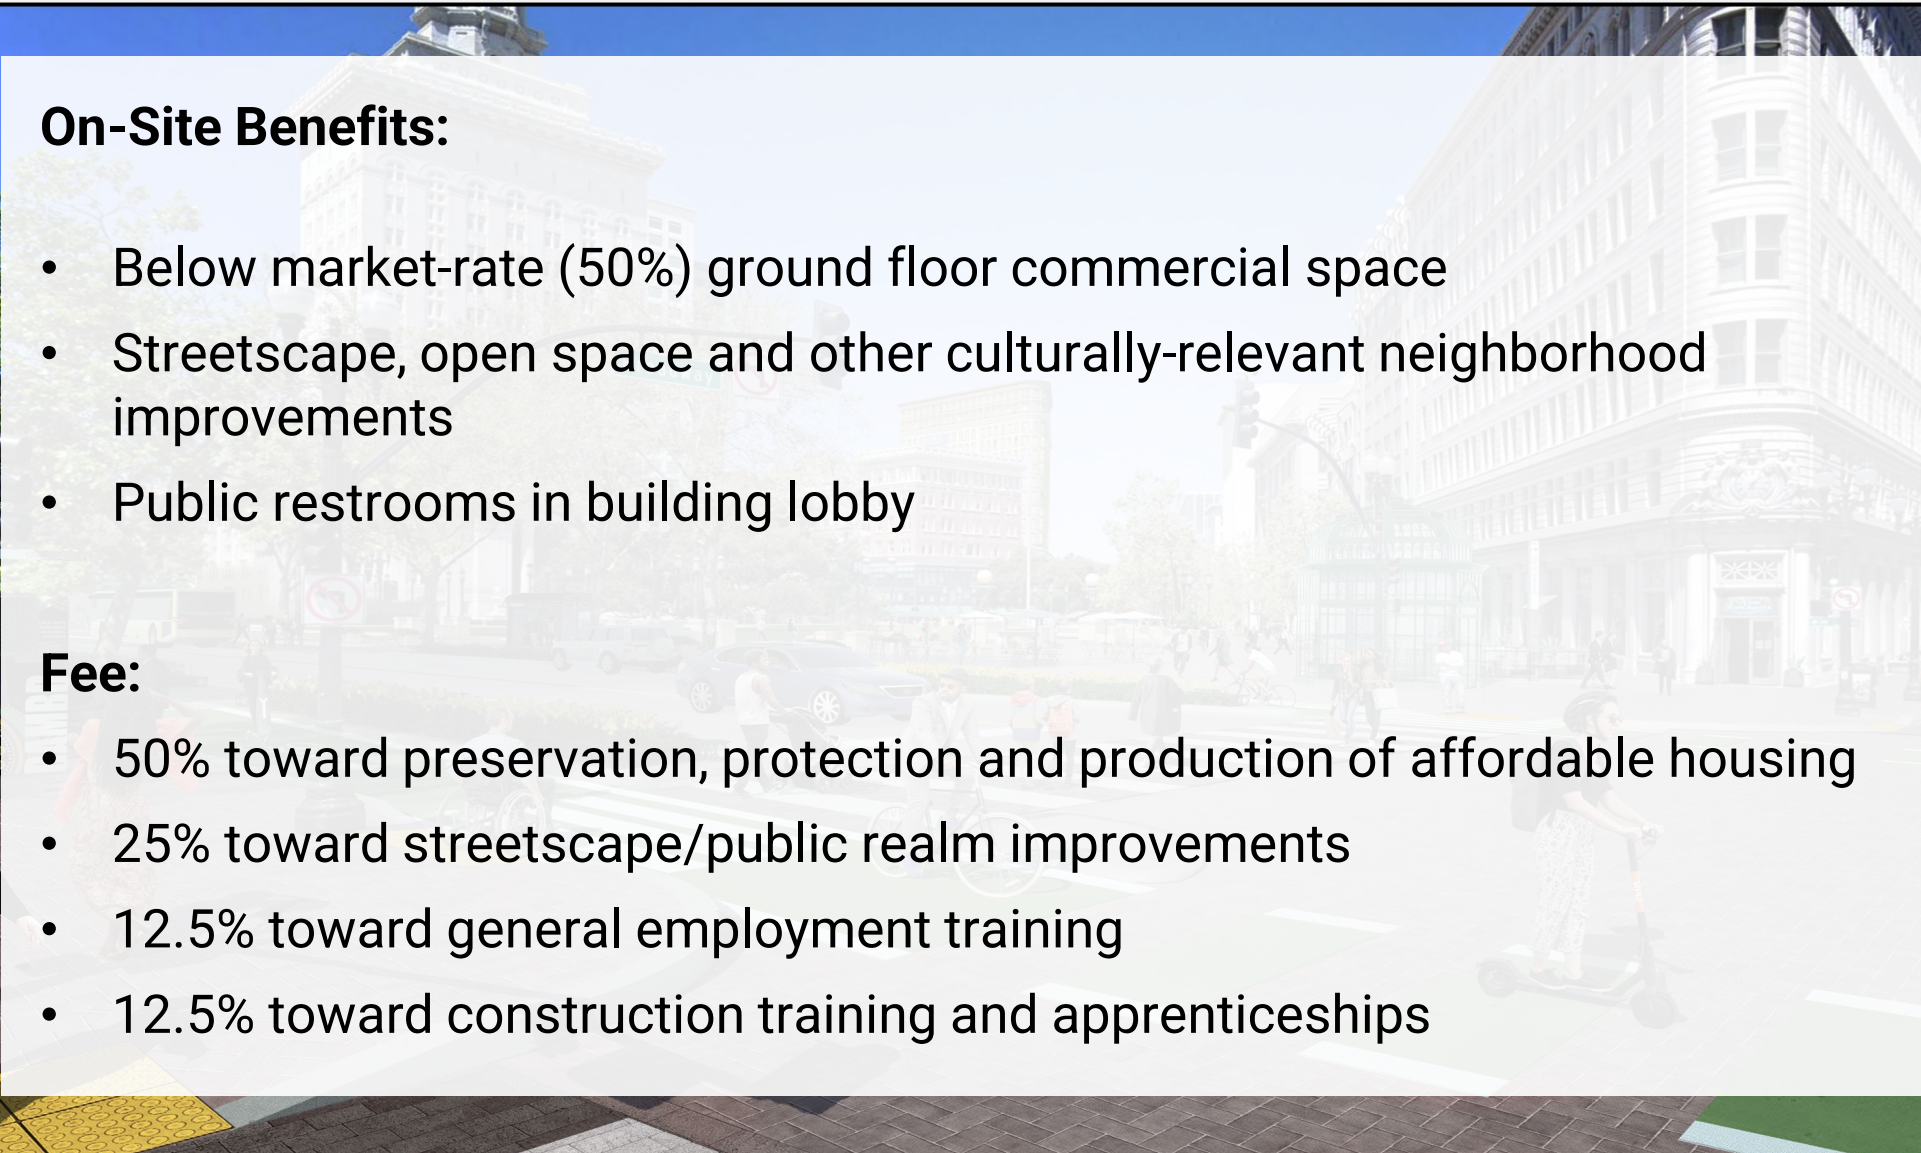 On-Site Benefits:
• Below market-rate (50%) ground floor commercial space
• Streetscape, open space and other culturally-relevant neighborhood
improvements
• Public restrooms in building lobby
Fee:
• 50% toward preservation, protection and production of affordable housing
• 25% toward streetscape/public realm improvements
• 12.5% toward general employment training
• 12.5% toward construction training and apprenticeships